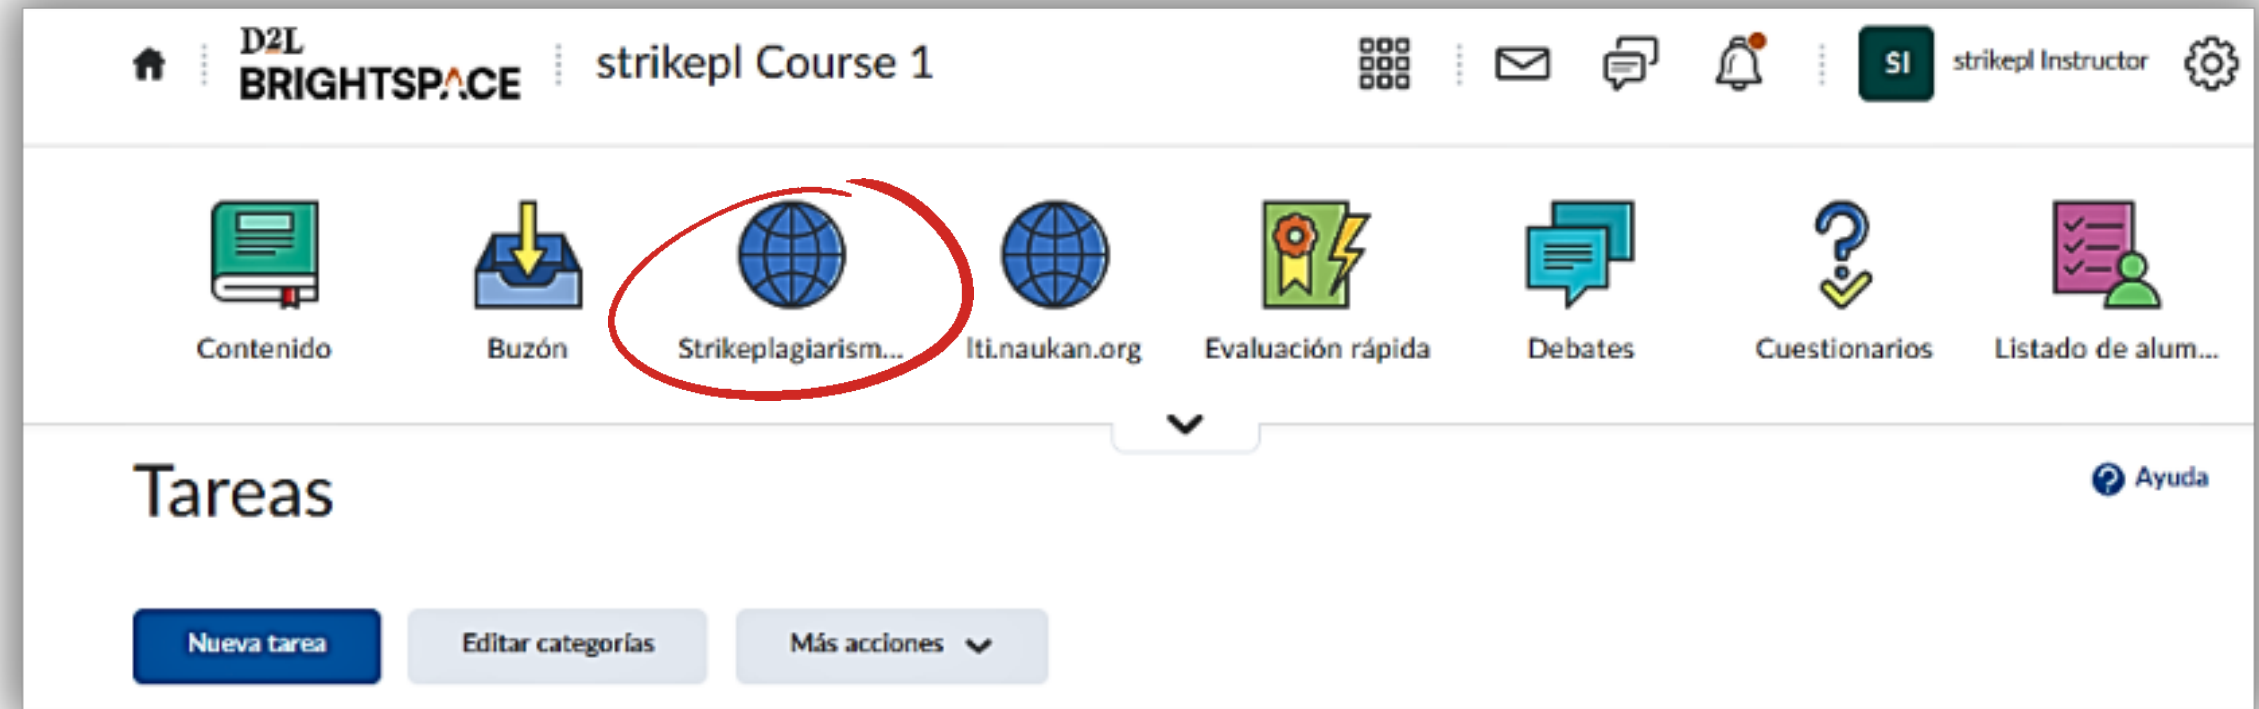 D2L
BRIGHTSPACE
strikepl Course 1
SI
strikepl Instructor
Contenido
Buzón
Strikeplagiarism...
lti.naukan.org
Evaluación rápida
Debates
Cuestionarios
Listado de alum...
Tareas
Ayuda
Nueva tarea
Editar categorías
Más acciones